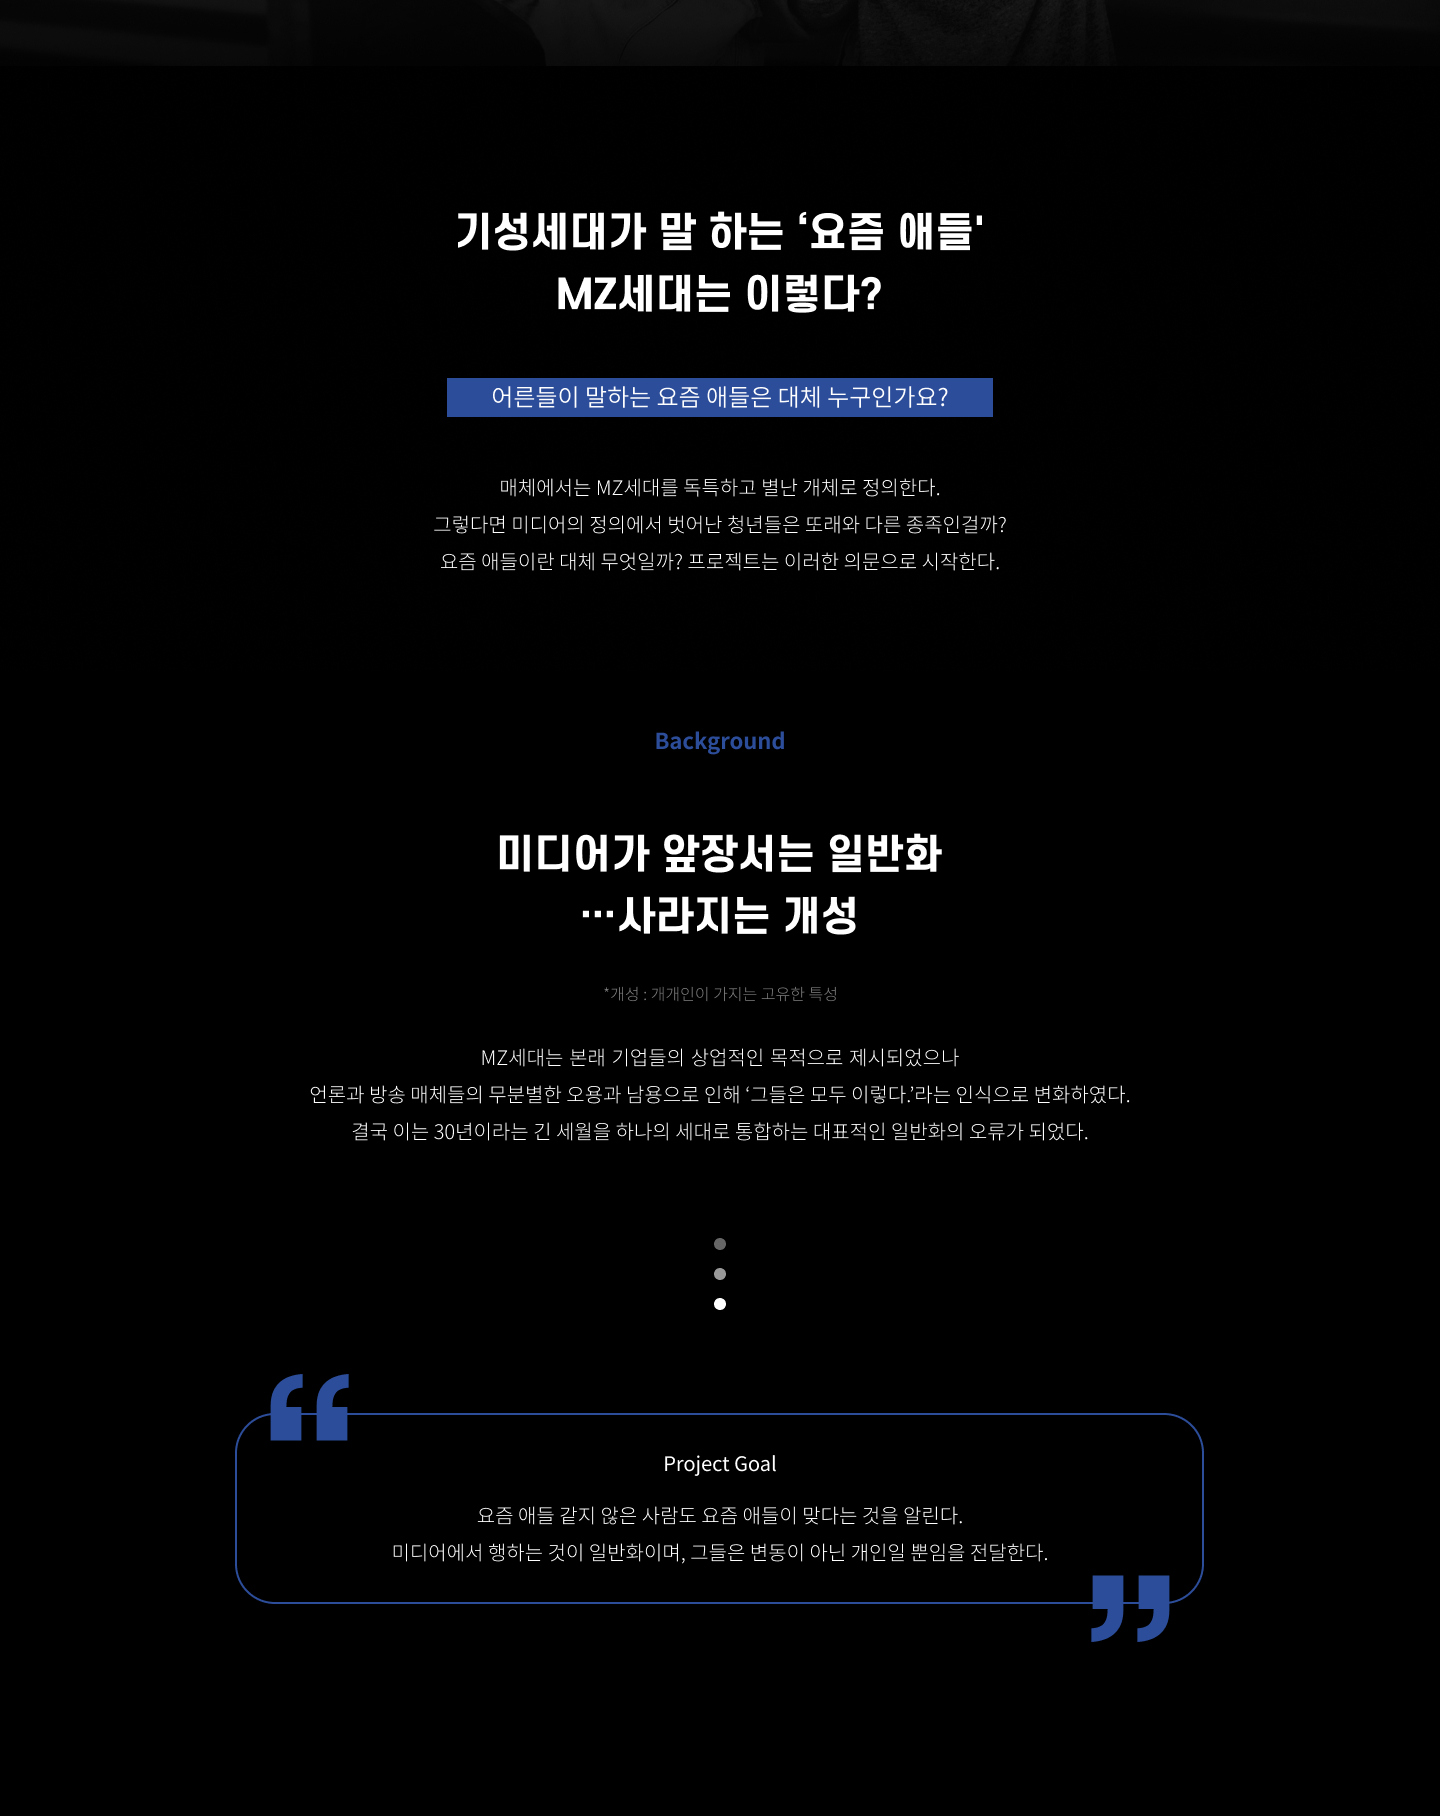 기성세대가 말 하는 ‘요즘 애들'
MZ세대는 이렇다?
어른들이 말하는 요즘 애들은 대체 누구인가요?
매체에서는 MZ세대를 독특하고 별난 개체로 정의한다.
그렇다면 미디어의 정의에서 벗어난 청년들은 또래와 다른 종족인걸까?
요즘 애들이란 대체 무엇일까? 프로젝트는 이러한 의문으로 시작한다.
Background
미디어가 앞장서는 일반화
…사라지는 개성
*개성 : 개개인이 가지는 고유한 특성
MZ세대는 본래 기업들의 상업적인 목적으로 제시되었으나
언론과 방송 매체들의 무분별한 오용과 남용으로 인해 ‘그들은 모두 이렇다.’라는 인식으로 변화하였다.
결국 이는 30년이라는 긴 세월을 하나의 세대로 통합하는 대표적인 일반화의 오류가 되었다.
“
Project Goal
요즘 애들 같지 않은 사람도 요즘 애들이 맞다는 것을 알린다.
미디어에서 행하는 것이 일반화이며, 그들은 변동이 아닌 개인일 뿐임을 전달한다.
”